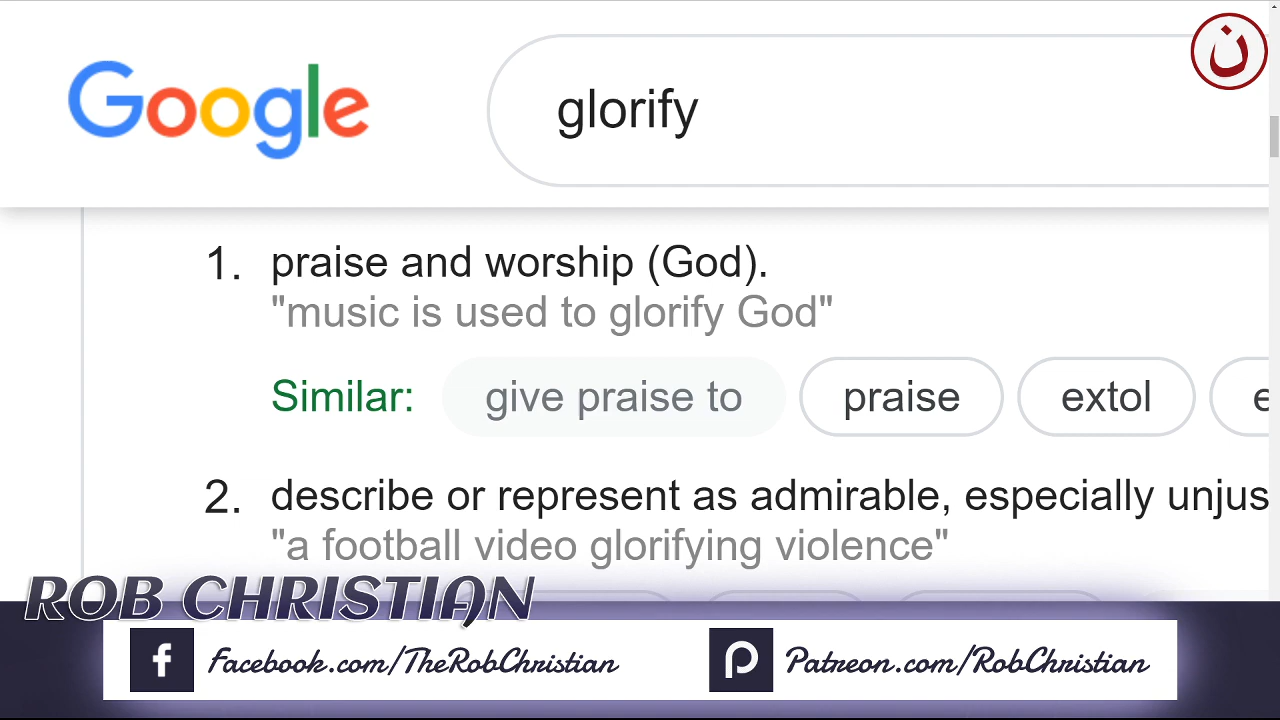 Google
glorify
ن
1. praise and worship (God).
"music is used to glorify God"
Similar: give praise to praise extol e
2. describe or represent as admirable, especially unjus
"a football video glorifying violence"
ROB CHRISTIAN
f Facebook.com/TheRobChristian
Patreon.com/RobChristian